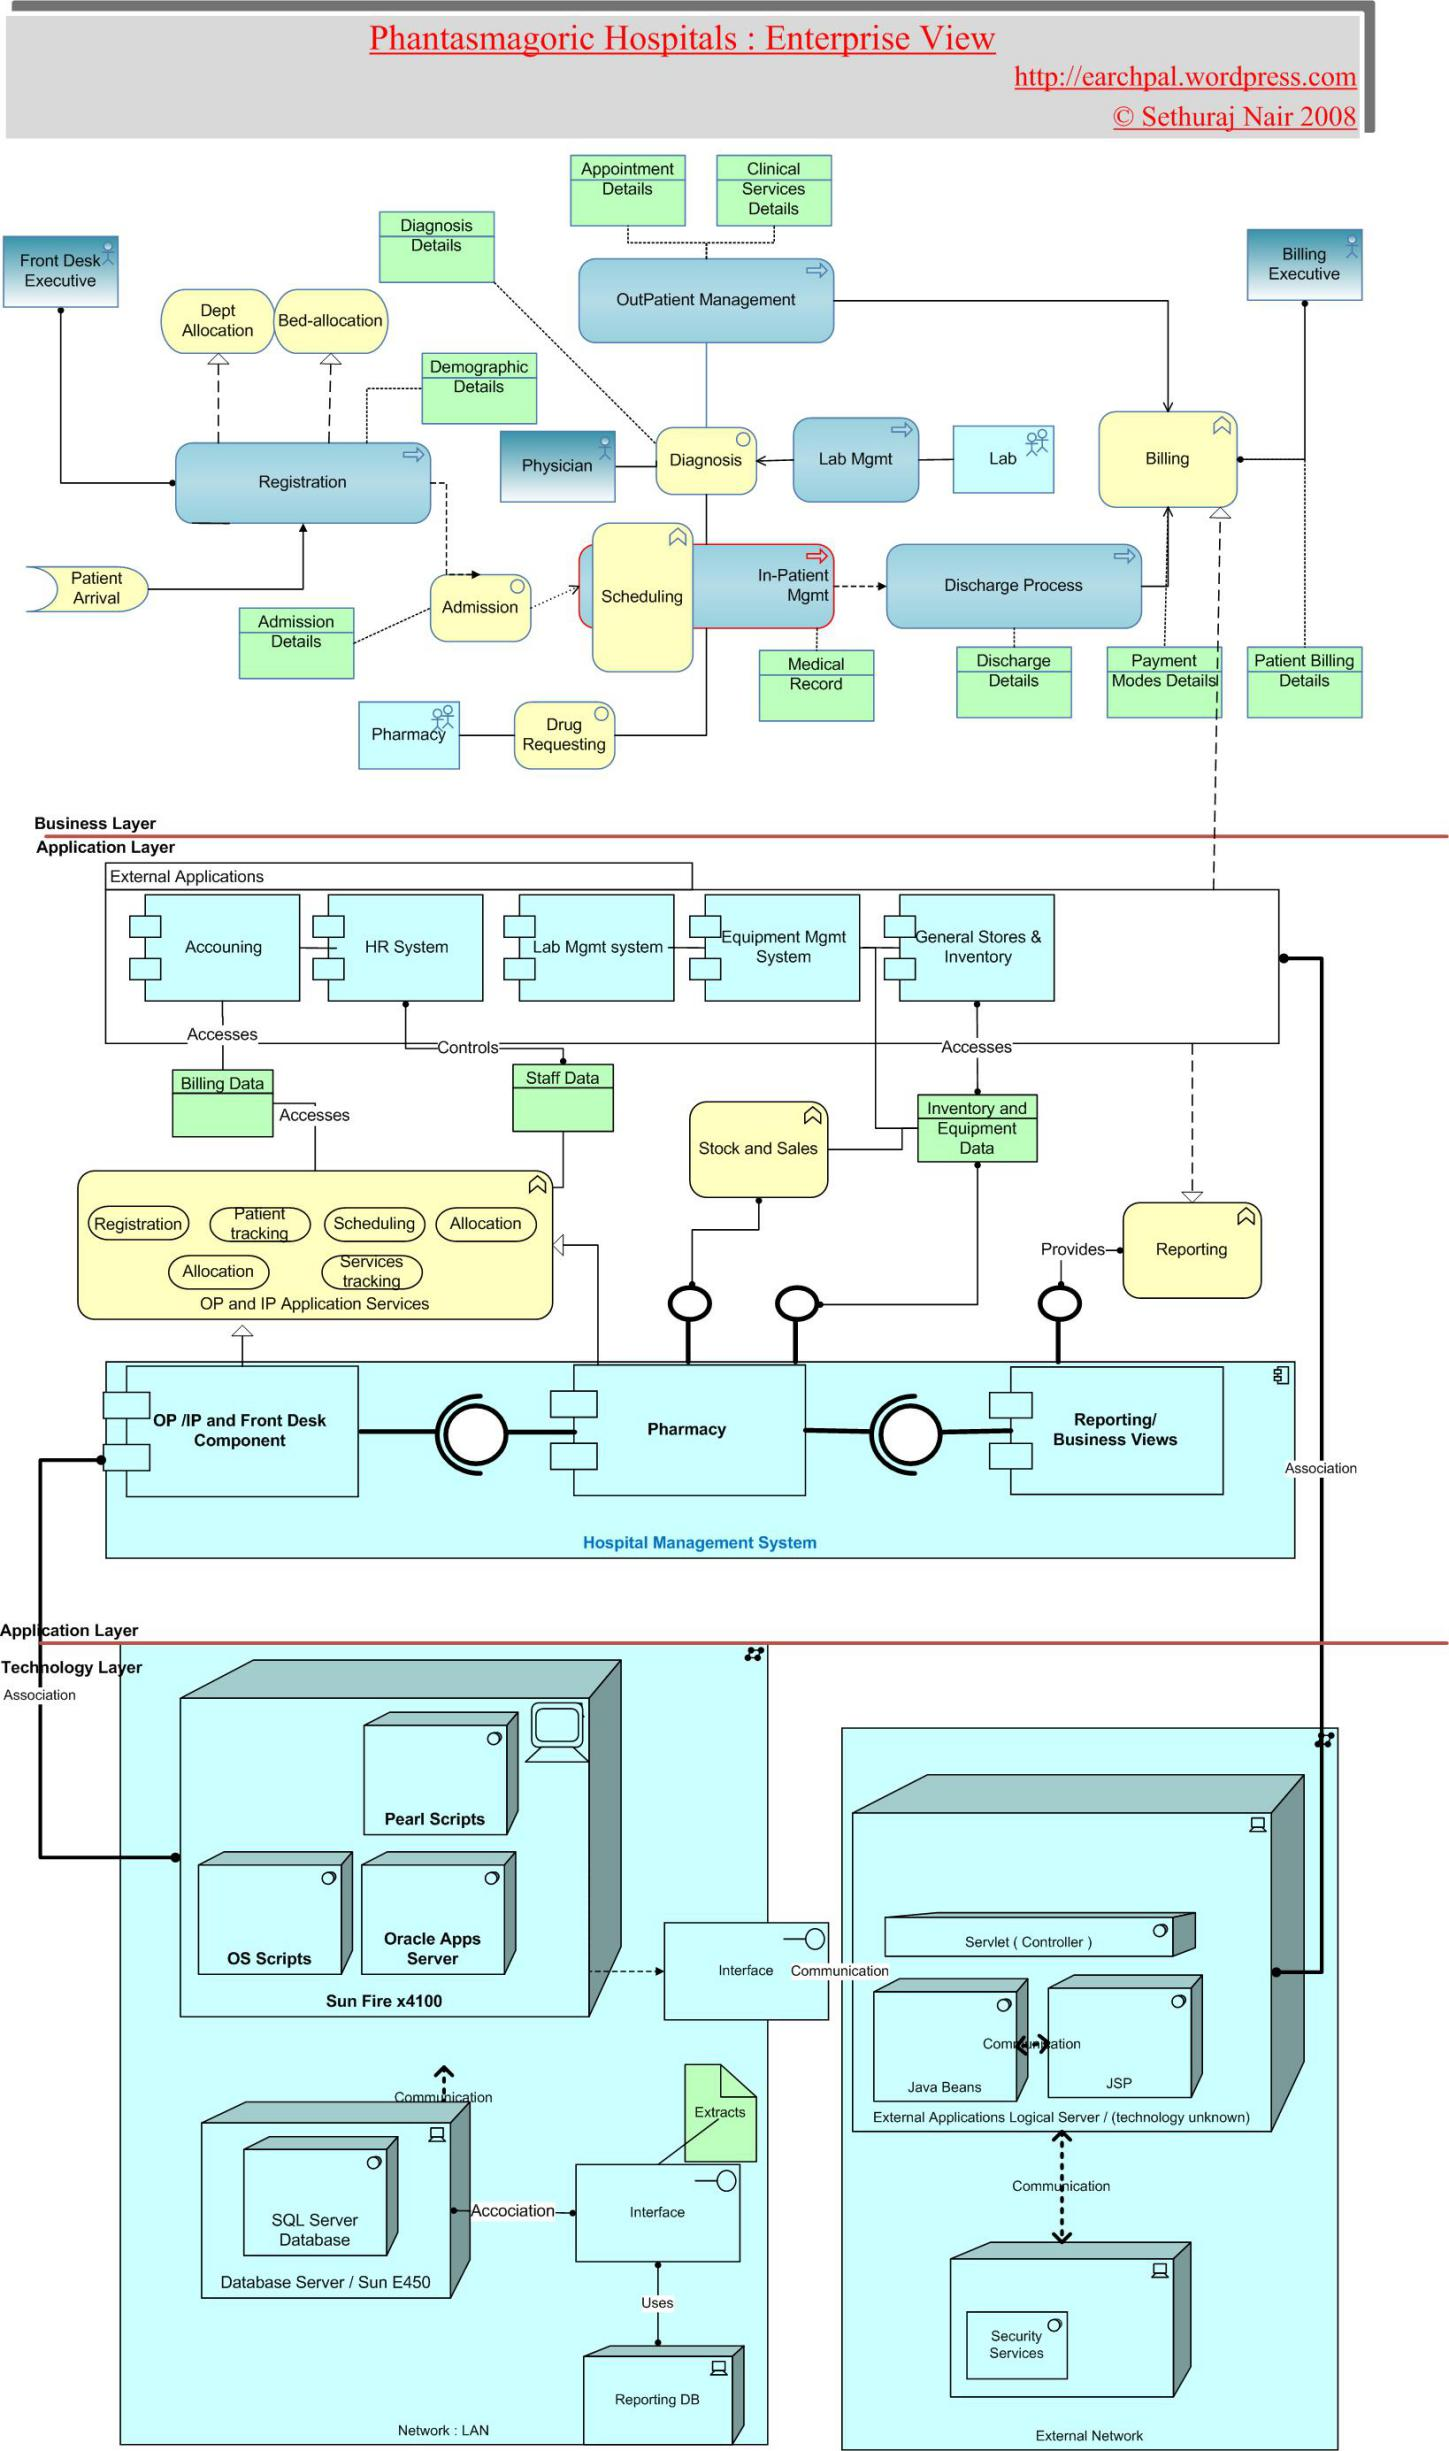 Phantasmagoric Hospitals : Enterprise View
http://earchpal.wordpress.com
© Sethuraj Nair 2008
Appointment
Details
Clinical
Services
Details
Diagnosis
Details
Front Desk
Executive
Billing
Executive
Dept
Allocation
Bed-allocation
OutPatient Management
Demographic
Details
Registration
Physician
Diagnosis
Lab Mgmt
Lab
Billing
Patient
Arrival
Admission
Scheduling
In-Patient
Mgmt
Discharge Process
Admission
Details
Medical
Record
Discharge
Details
Payment
Modes Details
Patient Billing
Details
Pharmacy
Drug
Requesting
Business Layer
Application Layer
External Applications
Accouning
HR System
Lab Mgmt system
Equipment Mgmt
System
General Stores &
Inventory
Accesses
Controls
Accesses
Billing Data
Accesses
Staff Data
Stock and Sales
Inventory and
Equipment
Data
Registration
Patient
tracking
Scheduling
Allocation
Allocation
Services
tracking
OP and IP Application Services
Provides
Reporting
OP /IP and Front Desk
Component
Pharmacy
Reporting/
Business Views
Association
Hospital Management System
Application Layer
Technology Layer
Association
Pearl Scripts
OS Scripts
Oracle Apps
Server
Sun Fire x4100
Interface
Communication
Servlet ( Controller )
Communication
Java Beans
JSP
External Applications Logical Server / (technology unknown)
Communication
Extracts
SQL Server
Database
Database Server / Sun E450
Accociation
Interface
Communication
Uses
Security
Services
Reporting DB
Network : LAN
External Network